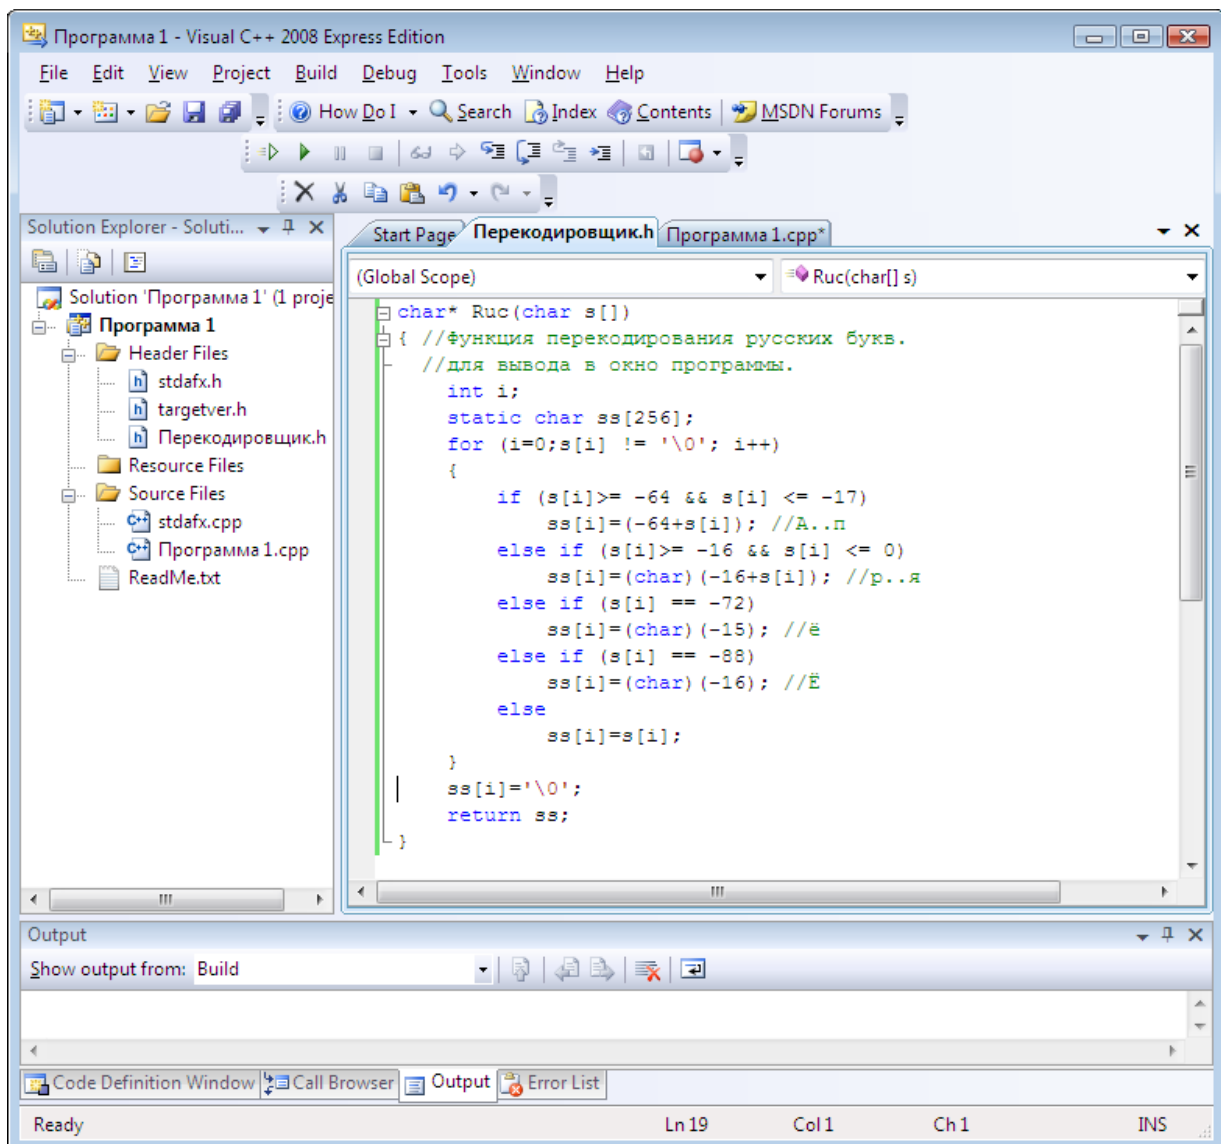 Программа 1 - Visual C++ 2008 Express Edition
File Edit View Project Build Debug Tools Window Help
How Do I Search Index Contents MSDN Forums
Solution Explorer - Soluti...
Start Page Перекодировщик.h Программа 1.cpp*
(Global Scope) Ruc(char[] s)
Solution 'Программа 1' (1 proje
Программа 1
Header Files
stdafx.h
targetver.h
Перекодировщик.h
Resource Files
Source Files
stdafx.cpp
Программа 1.cpp
ReadMe.txt
char* Ruc(char s[])
{ //функция перекодирования русских букв.
//для вывода в окно программы.
int i;
static char ss[256];
for (i=0;s[i] != '\0'; i++)
{
if (s[i]>= -64 && s[i] <= -17)
ss[i]=(-64+s[i]); //А..п
else if (s[i]>= -16 && s[i] <= 0)
ss[i]=(char)(-16+s[i]); //р..я
else if (s[i] == -72)
ss[i]=(char)(-15); //ё
else if (s[i] == -88)
ss[i]=(char)(-16); //Ё
else
ss[i]=s[i];
}
ss[i]='\0';
return ss;
}
Output
Show output from: Build
Code Definition Window Call Browser Output Error List
Ready Ln 19 Col 1 Ch 1 INS